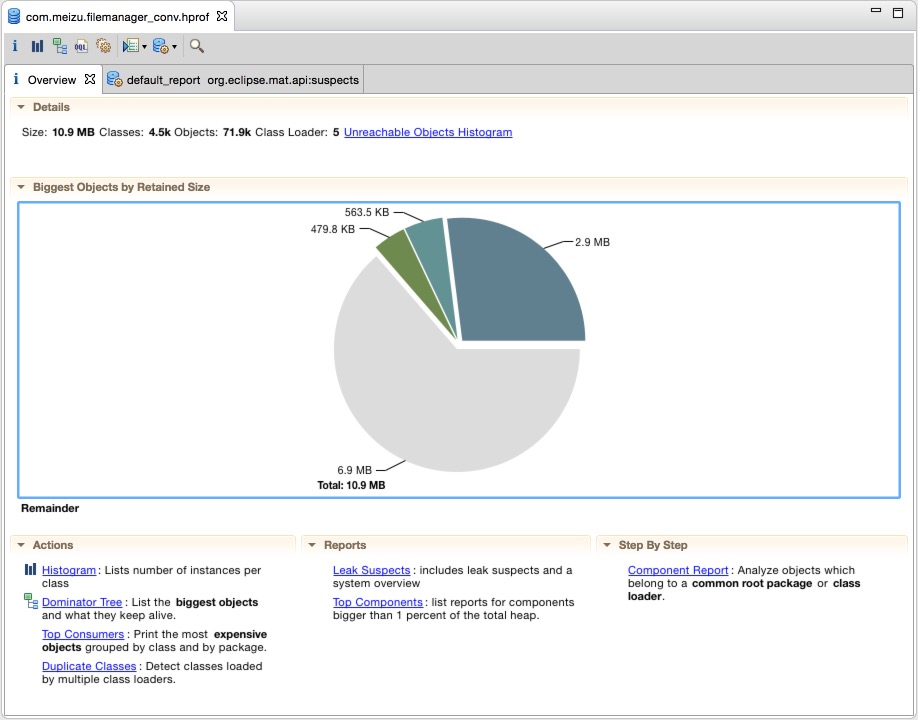 com.meizu.filemanager_conv.hprof
i OQL
i Overview default_report org.eclipse.mat.api:suspects
Details
Size: 10.9 MB Classes: 4.5k Objects: 71.9k Class Loader: 5 Unreachable Objects Histogram
Biggest Objects by Retained Size
563.5 KB
479.8 KB
2.9 MB
6.9 MB
Total: 10.9 MB
Remainder
Actions
Histogram : Lists number of instances per
class
Dominator Tree : List the biggest objects
and what they keep alive.
Top Consumers : Print the most expensive
objects grouped by class and by package.
Duplicate Classes : Detect classes loaded
by multiple class loaders.
Reports
Leak Suspects : includes leak suspects and a
system overview
Top Components : list reports for components
bigger than 1 percent of the total heap.
Step By Step
Component Report : Analyze objects which
belong to a common root package or class
loader.